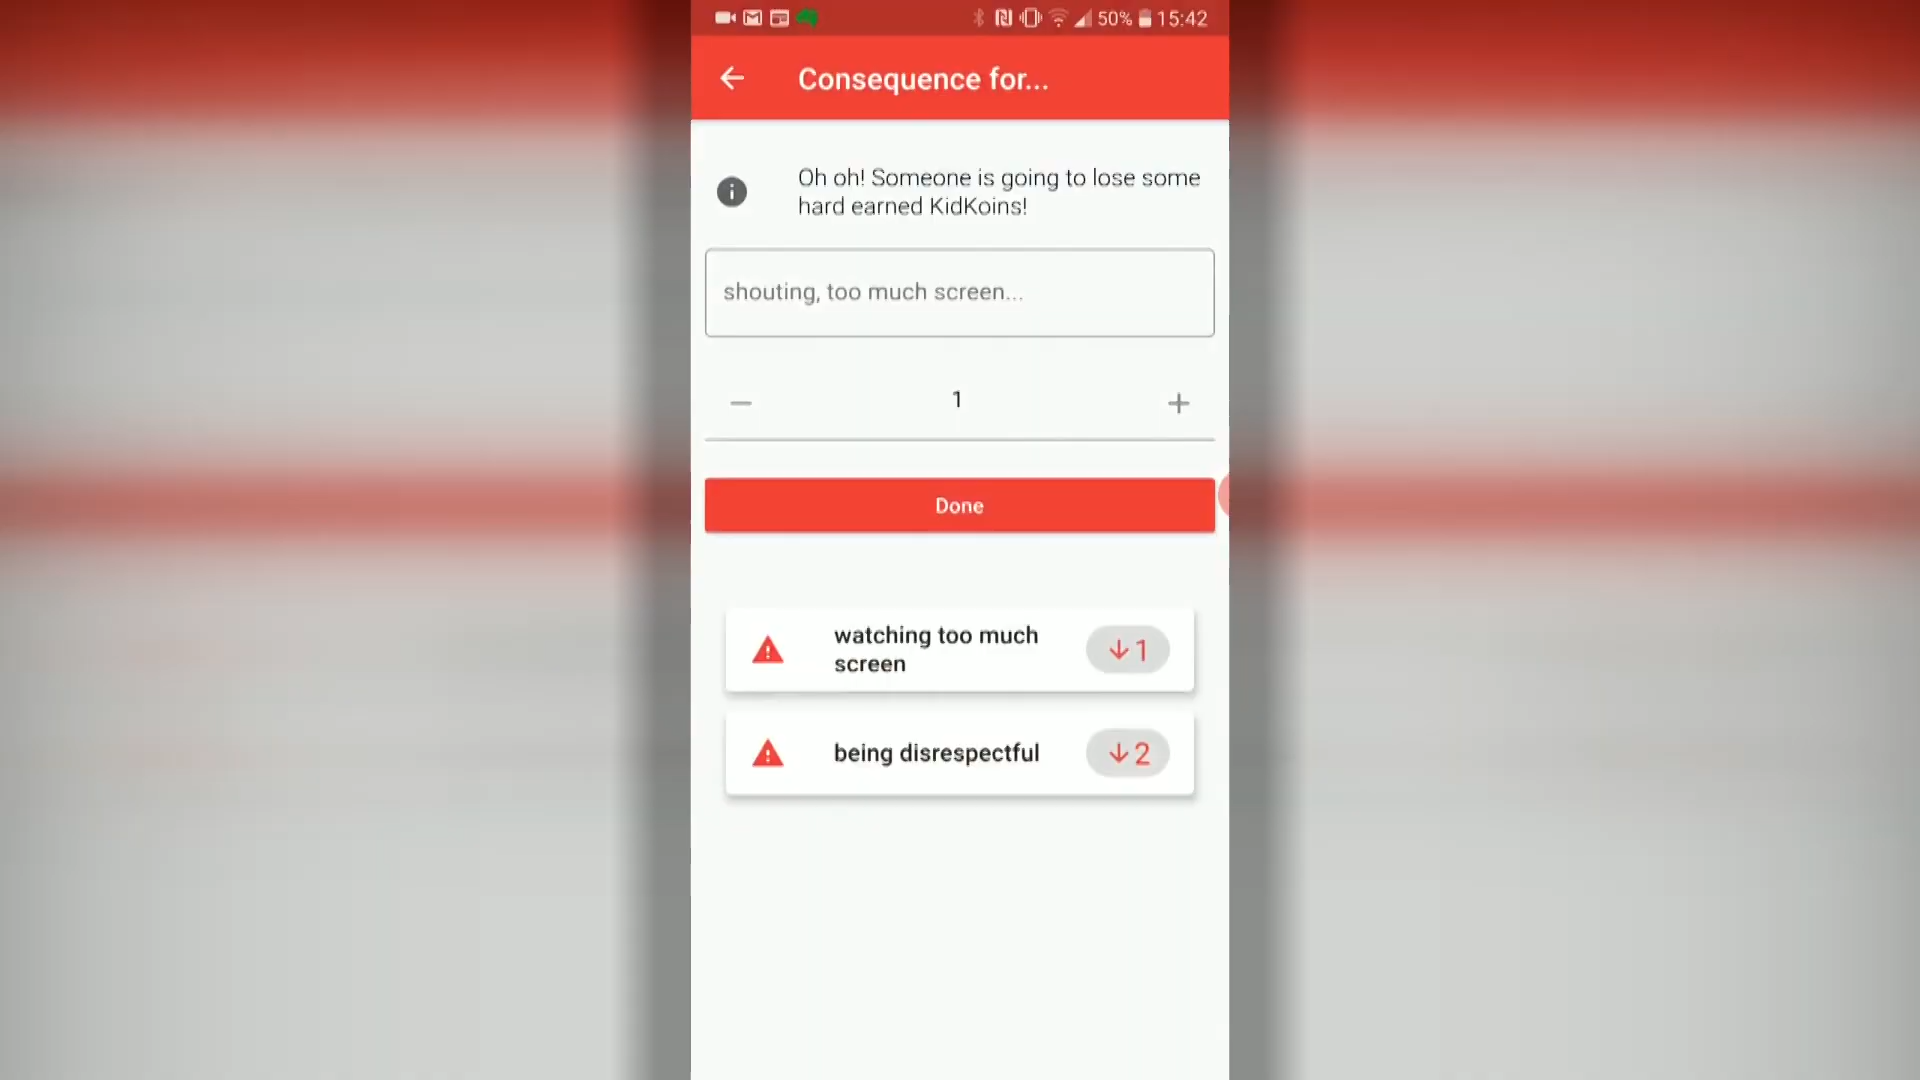 50% 15:42
Consequence for...
Oh oh! Someone is going to lose some
hard earned KidKoins!
shouting, too much screen...
1
Done
watching too much
screen
1
being disrespectful
2